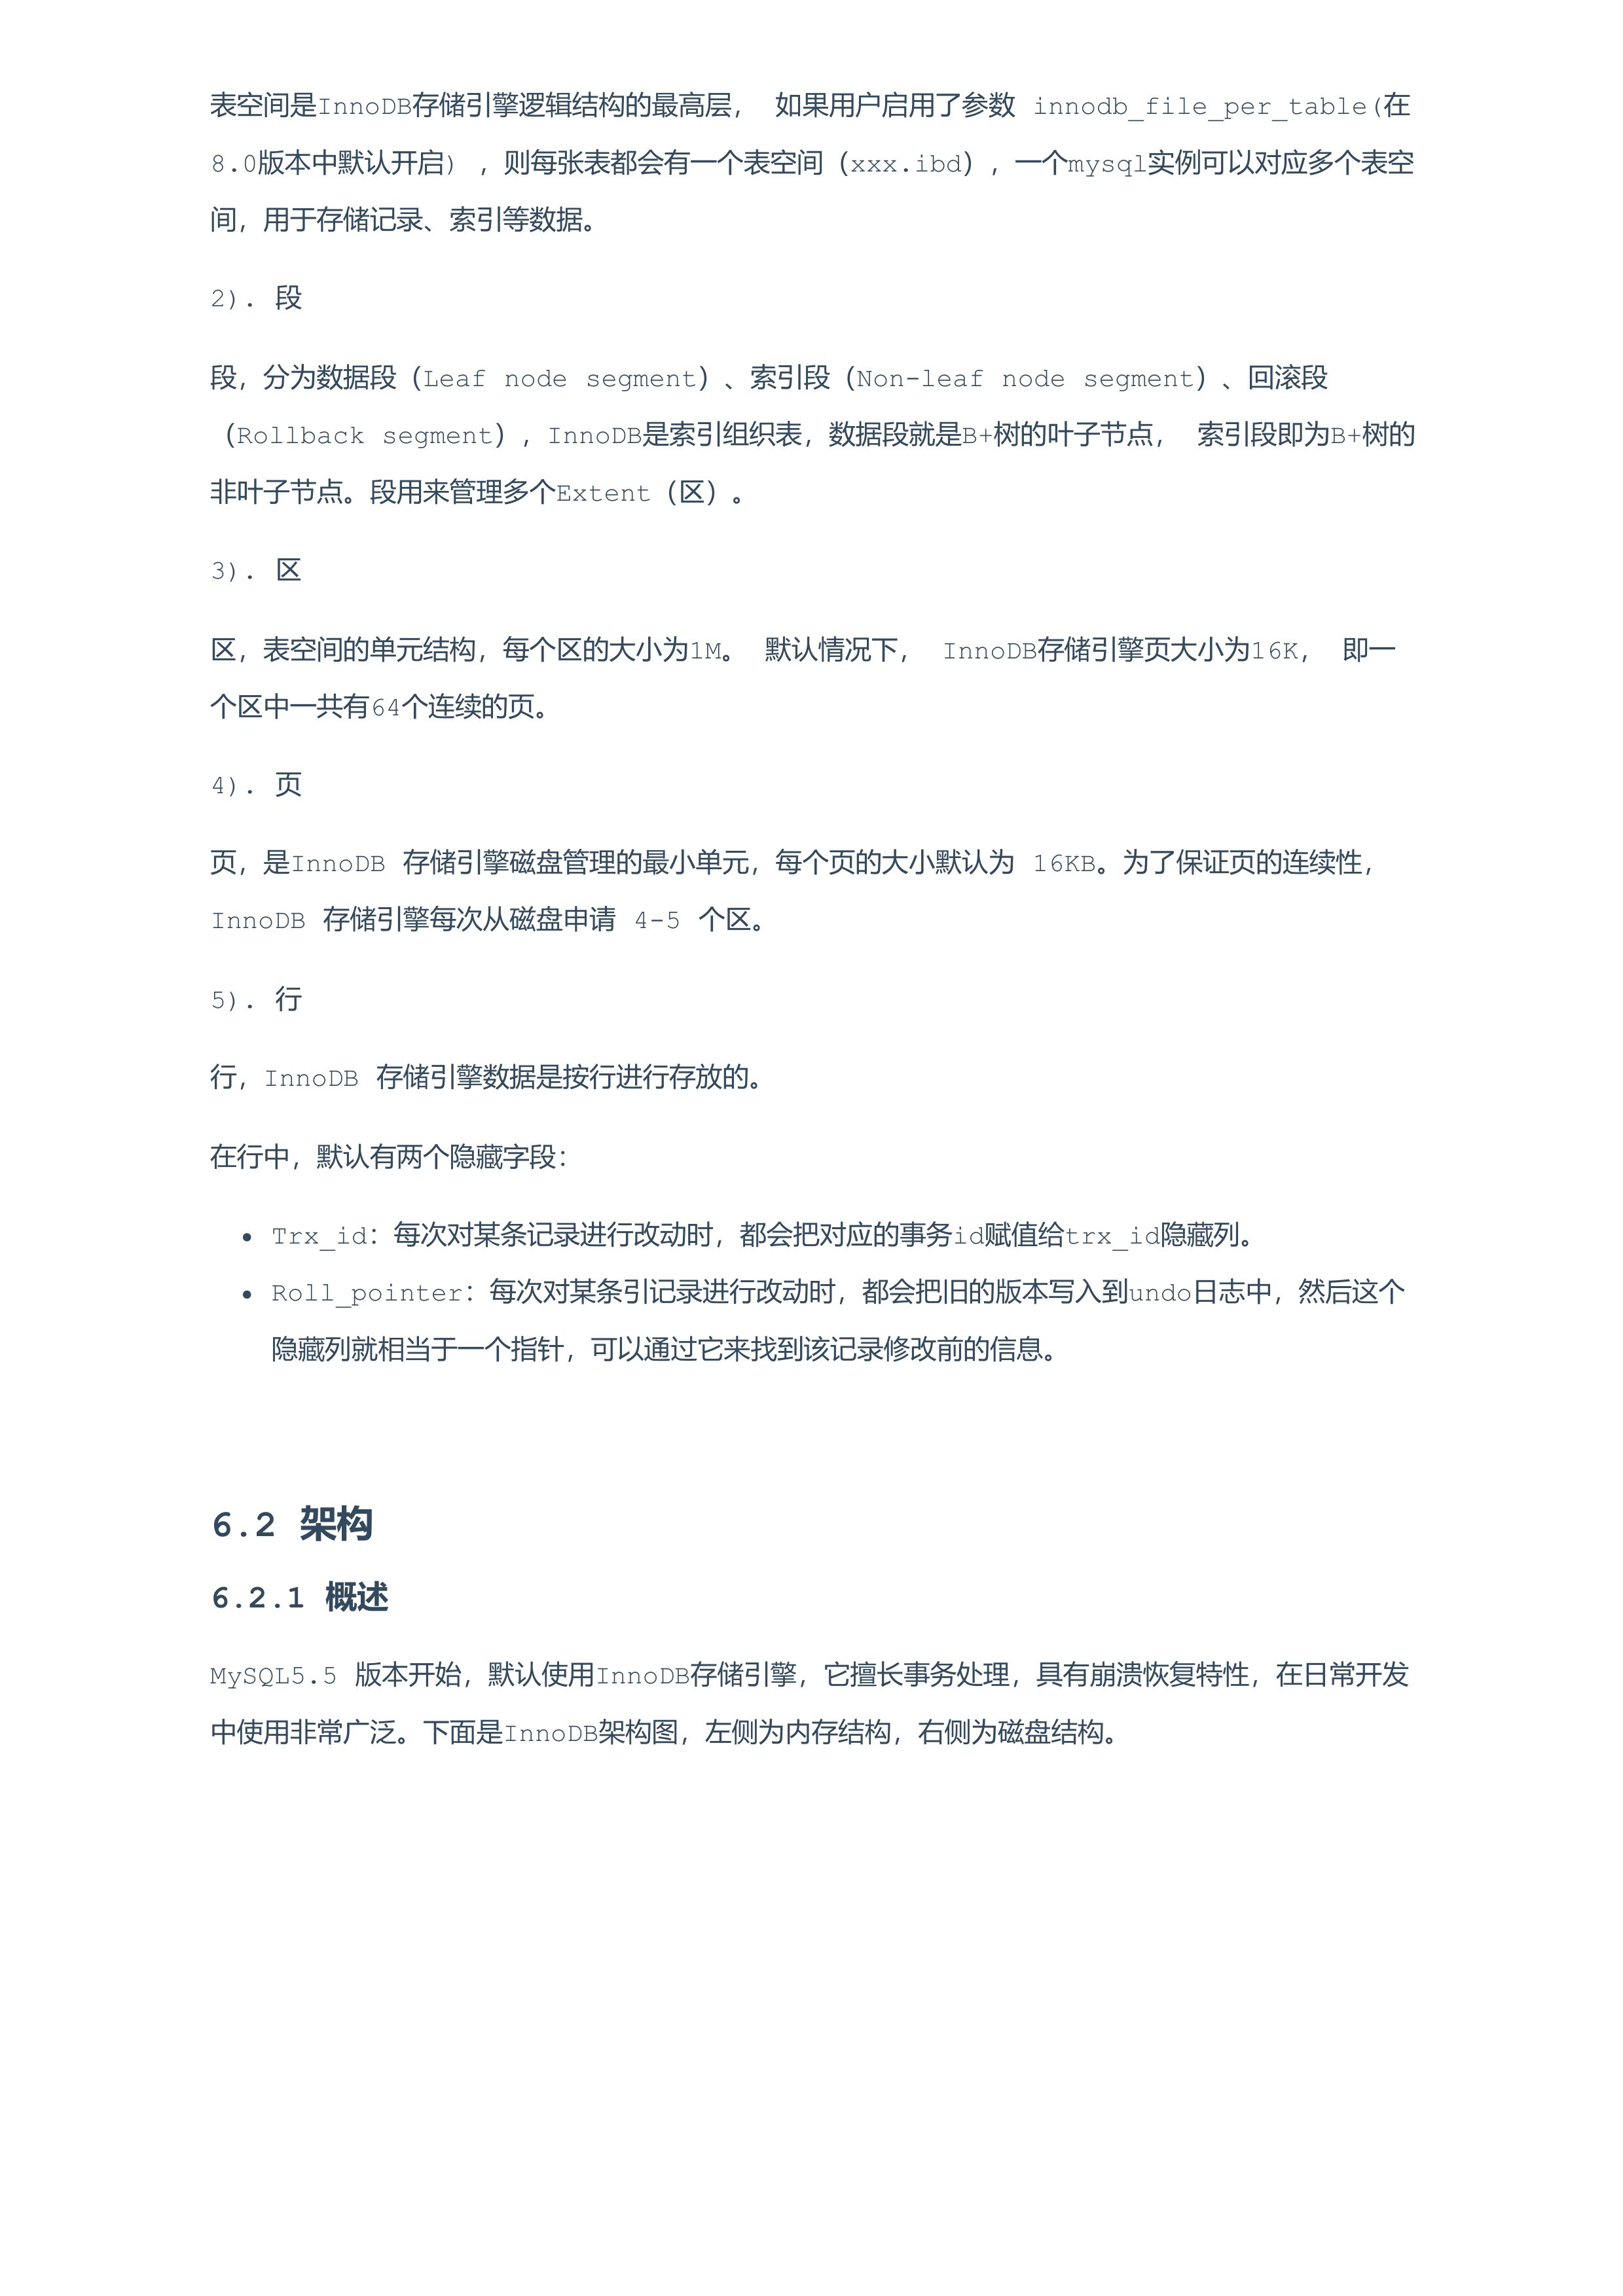 表空间是InnoDB存储引擎逻辑结构的最高层， 如果用户启用了参数 innodb_file_per_table(在
8.0版本中默认开启) ，则每张表都会有一个表空间（xxx.ibd），一个mysql实例可以对应多个表空
间，用于存储记录、索引等数据。
2). 段
段，分为数据段（Leaf node segment）、索引段（Non-leaf node segment）、回滚段
（Rollback segment），InnoDB是索引组织表，数据段就是B+树的叶子节点， 索引段即为B+树的
非叶子节点。段用来管理多个Extent（区）。
3). 区
区，表空间的单元结构，每个区的大小为1M。 默认情况下， InnoDB存储引擎页大小为16K， 即一
个区中一共有64个连续的页。
4). 页
页，是InnoDB 存储引擎磁盘管理的最小单元，每个页的大小默认为 16KB。为了保证页的连续性，
InnoDB 存储引擎每次从磁盘申请 4-5 个区。
5). 行
行，InnoDB 存储引擎数据是按行进行存放的。
在行中，默认有两个隐藏字段：
• Trx_id：每次对某条记录进行改动时，都会把对应的事务id赋值给trx_id隐藏列。
• Roll_pointer：每次对某条引记录进行改动时，都会把旧的版本写入到undo日志中，然后这个
隐藏列就相当于一个指针，可以通过它来找到该记录修改前的信息。
6.2 架构
6.2.1 概述
MySQL5.5 版本开始，默认使用InnoDB存储引擎，它擅长事务处理，具有崩溃恢复特性，在日常开发
中使用非常广泛。下面是InnoDB架构图，左侧为内存结构，右侧为磁盘结构。